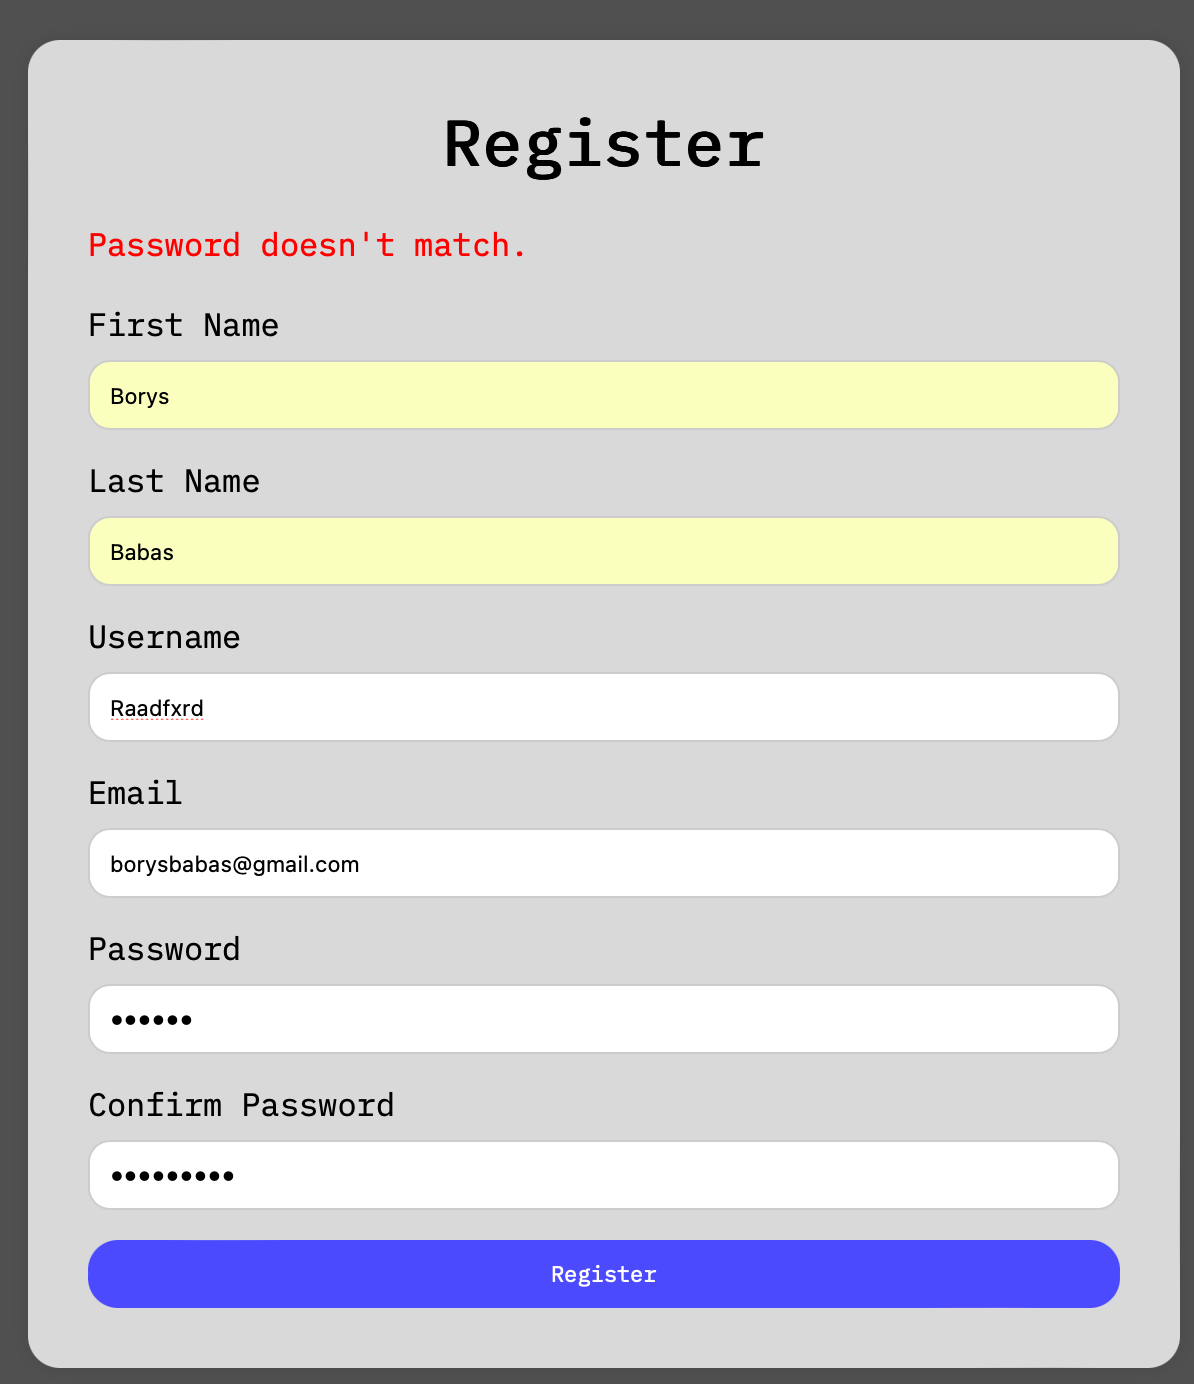 Register
Password doesn't match.
First Name
Borys
Last Name
Babas
Username
Raadfxrd
Email
borysbabas@gmail.com
Password
••••••
Confirm Password
•••••••••
Register